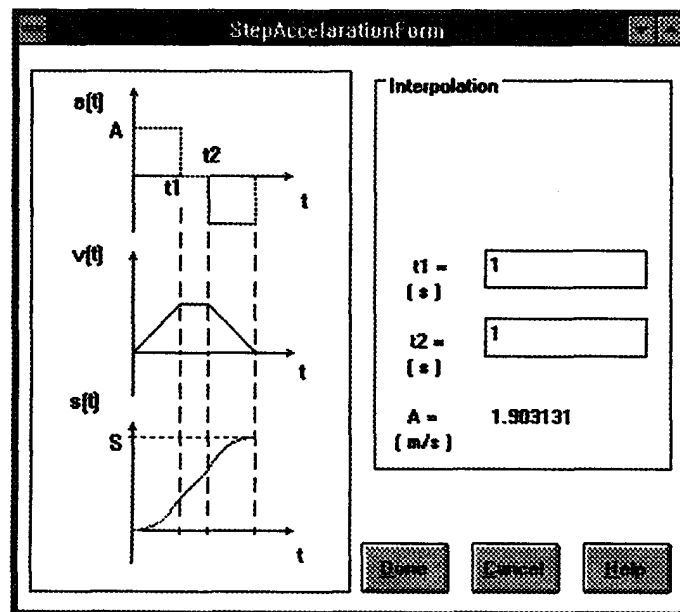 StepAccelarationForm
a[t]
A
t2
t1
t
v[t]
t
s[t]
S
t
Interpolation
t1 =
( s )
1
t2 =
( s )
1
A =
( m/s )
1.903131
Done
Cancel
Help